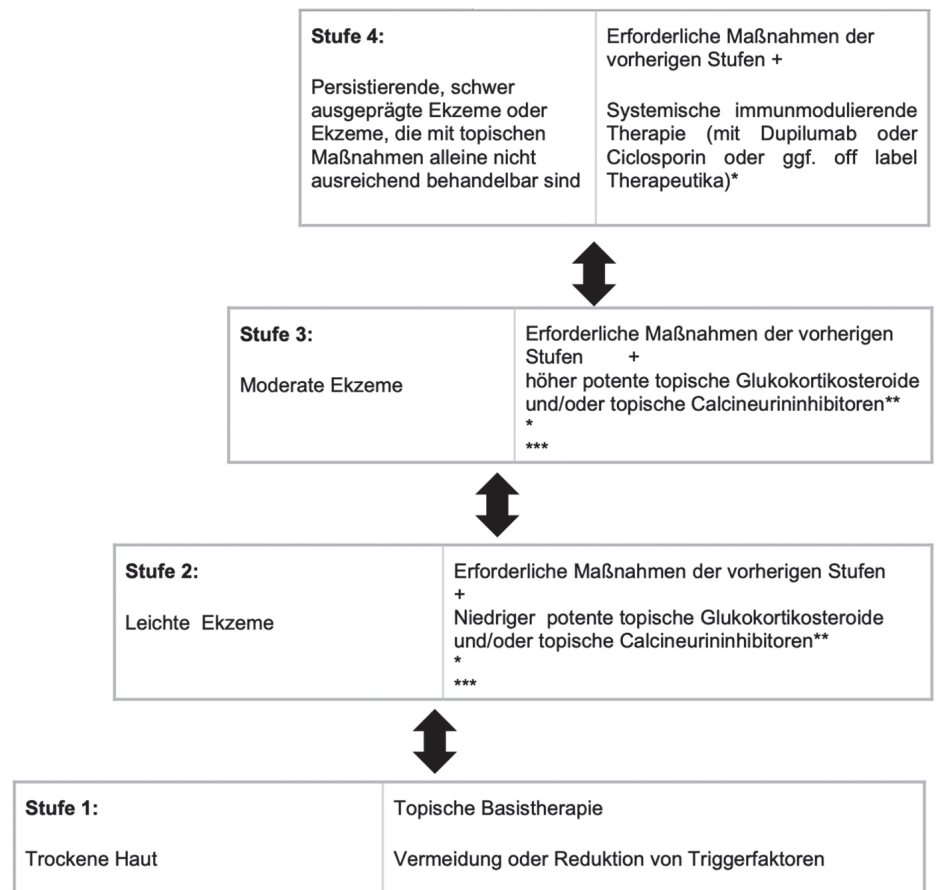 Stufe 4:
Persistierende, schwer
ausgeprägte Ekzeme oder
Ekzeme, die mit topischen
Maßnahmen alleine nicht
ausreichend behandelbar sind
Erforderliche Maßnahmen der
vorherigen Stufen +
Systemische immunmodulierende
Therapie (mit Dupilumab oder
Ciclosporin oder ggf. off label
Therapeutika)*
Stufe 3:
Moderate Ekzeme
Erforderliche Maßnahmen der vorherigen
Stufen +
höher potente topische Glukokortikosteroide
und/oder topische Calcineurininhibitoren**
*
***
Stufe 2:
Leichte Ekzeme
Erforderliche Maßnahmen der vorherigen Stufen
+
Niedriger potente topische Glukokortikosteroide
und/oder topische Calcineurininhibitoren**
*
***
Stufe 1:
Trockene Haut
Topische Basistherapie
Vermeidung oder Reduktion von Triggerfaktoren